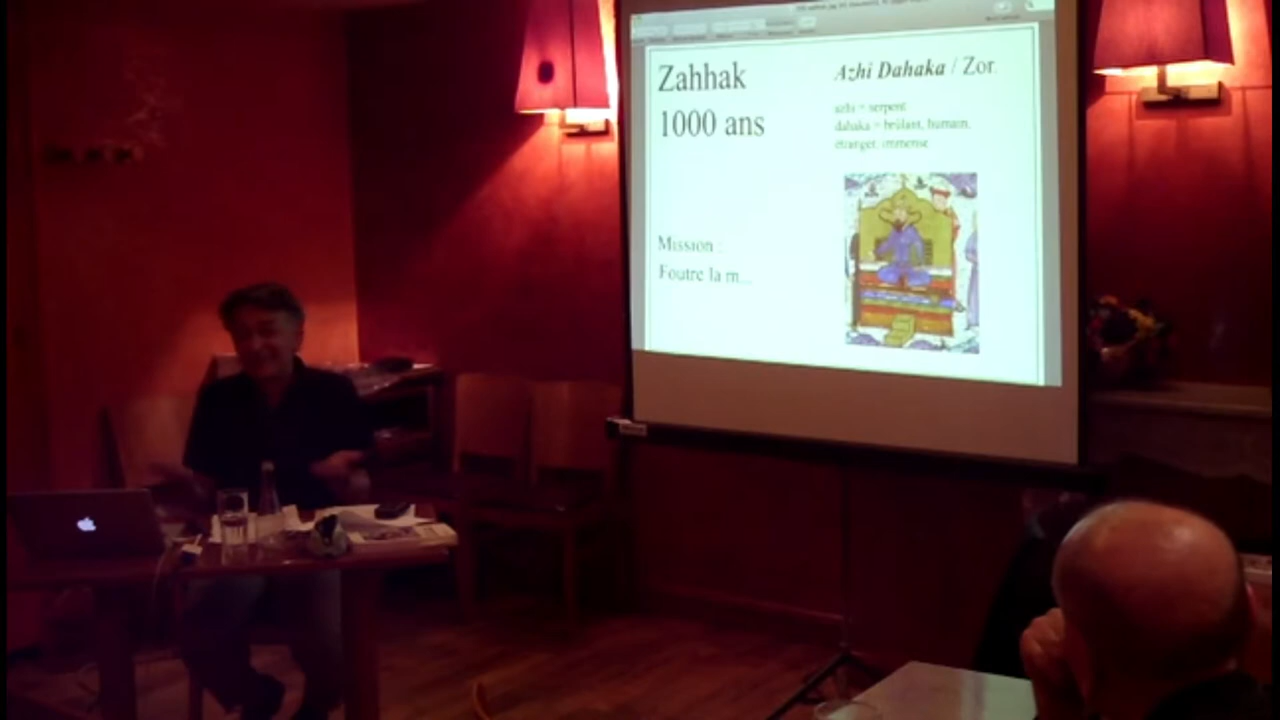 Zahhak
1000 ans
Mission :
Foutre la m...
Azhi Dahaka / Zor.
azhi = serpent
dahaka = brûlant, humain,
étranger, immense